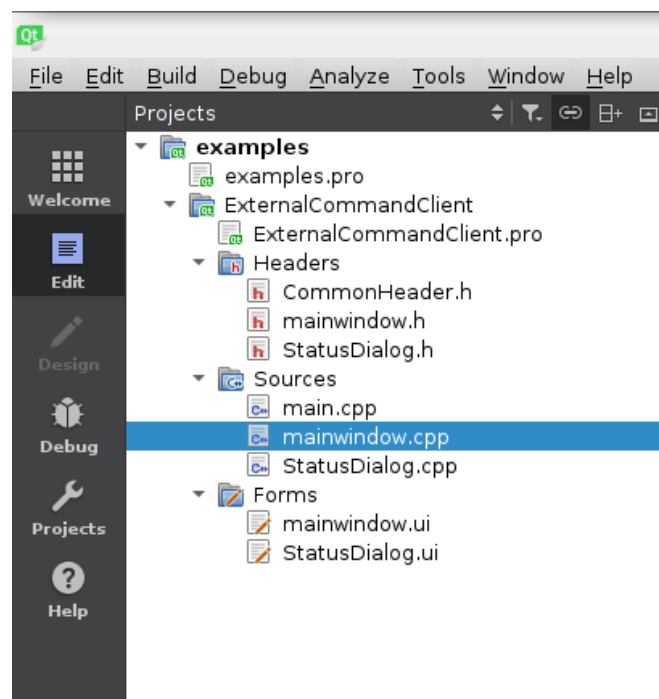 Qt
File Edit Build Debug Analyze Tools Window Help
Projects
examples
examples.pro
ExternalCommandClient
ExternalCommandClient.pro
Headers
CommonHeader.h
mainwindow.h
StatusDialog.h
Sources
main.cpp
mainwindow.cpp
StatusDialog.cpp
Forms
mainwindow.ui
StatusDialog.ui
Welcome
Edit
Design
Debug
Projects
Help